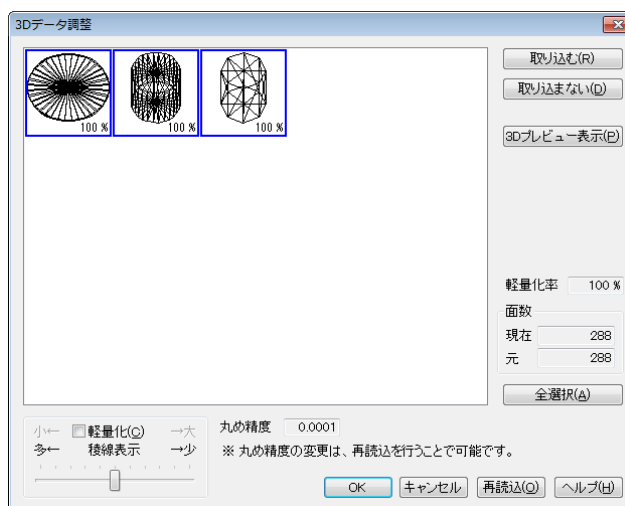 3Dデータ調整
100 %
100 %
100 %
取り込む(R)
取り込まない(D)
3Dプレビュー表示(P)
軽量化率 100 %
面数
現在 288
元 288
全選択(A)
小← 軽量化(C) →大
多← 稜線表示 →少
丸め精度 0.0001
※ 丸め精度の変更は、再読込を行うことで可能です。
OK キャンセル 再読込(O) ヘルプ(H)